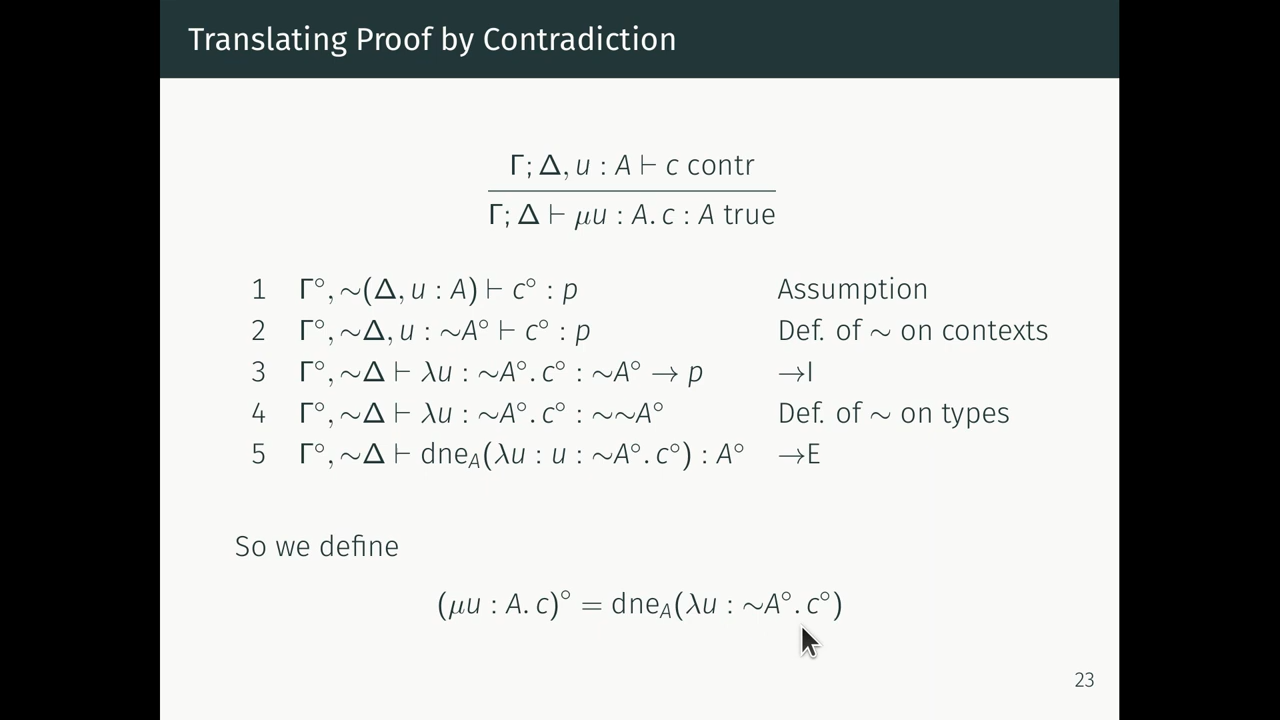 Translating Proof by Contradiction
Γ; Δ, u : A ⊢ c contr
Γ; Δ ⊢ μu : A. c : A true
1 Γ°, ∼(Δ, u : A) ⊢ c° : p Assumption
2 Γ°, ∼Δ, u : ∼A° ⊢ c° : p Def. of ∼ on contexts
3 Γ°, ∼Δ ⊢ λu : ∼A°. c° : ∼A° → p →I
4 Γ°, ∼Δ ⊢ λu : ∼A°. c° : ∼∼A° Def. of ∼ on types
5 Γ°, ∼Δ ⊢ dne_A(λu : u : ∼A°. c°) : A° →E
So we define
(μu : A. c)° = dne_A(λu : ∼A°. c°)
23